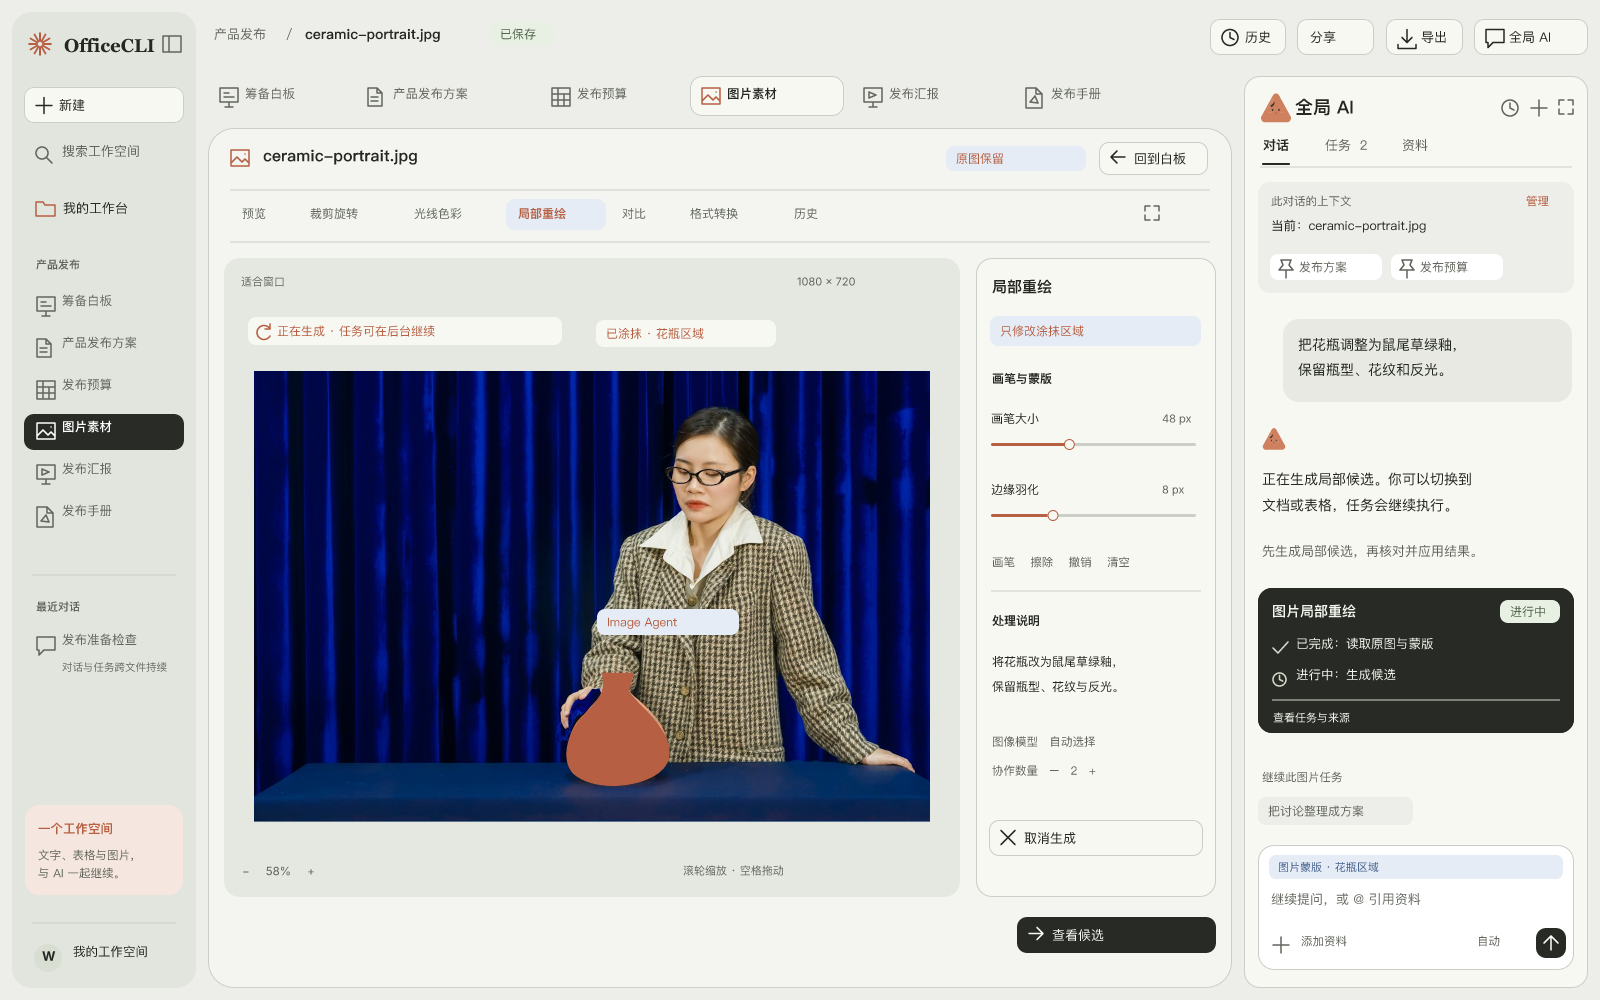 OfficeCLI
新建
搜索工作空间
我的工作台
产品发布
筹备白板
产品发布方案
发布预算
图片素材
发布汇报
发布手册
最近对话
发布准备检查
对话与任务跨文件持续
一个工作空间
文字、表格与图片，
与 AI 一起继续。
W 我的工作空间
产品发布 / ceramic-portrait.jpg 已保存
历史 分享 导出 全局 AI
筹备白板 产品发布方案 发布预算 图片素材 发布汇报 发布手册
ceramic-portrait.jpg 原图保留 回到白板
预览 裁剪旋转 光线色彩 局部重绘 对比 格式转换 历史
适合窗口 1080 × 720
正在生成 · 任务可在后台继续 已涂抹 · 花瓶区域
Image Agent
− 58% + 滚轮缩放 · 空格拖动
局部重绘
只修改涂抹区域
画笔与蒙版
画笔大小 48 px
边缘羽化 8 px
画笔 擦除 撤销 清空
处理说明
将花瓶改为鼠尾草绿釉，
保留瓶型、花纹与反光。
图像模型 自动选择
协作数量 − 2 +
取消生成
查看候选
全局 AI
对话 任务 2 资料
此对话的上下文 管理
当前：ceramic-portrait.jpg
发布方案 发布预算
把花瓶调整为鼠尾草绿釉，
保留瓶型、花纹和反光。
正在生成局部候选。你可以切换到
文档或表格，任务会继续执行。
先生成局部候选，再核对并应用结果。
图片局部重绘 进行中
已完成：读取原图与蒙版
进行中：生成候选
查看任务与来源
继续此图片任务
把讨论整理成方案
图片蒙版 · 花瓶区域
继续提问，或 @ 引用资料
添加资料 自动